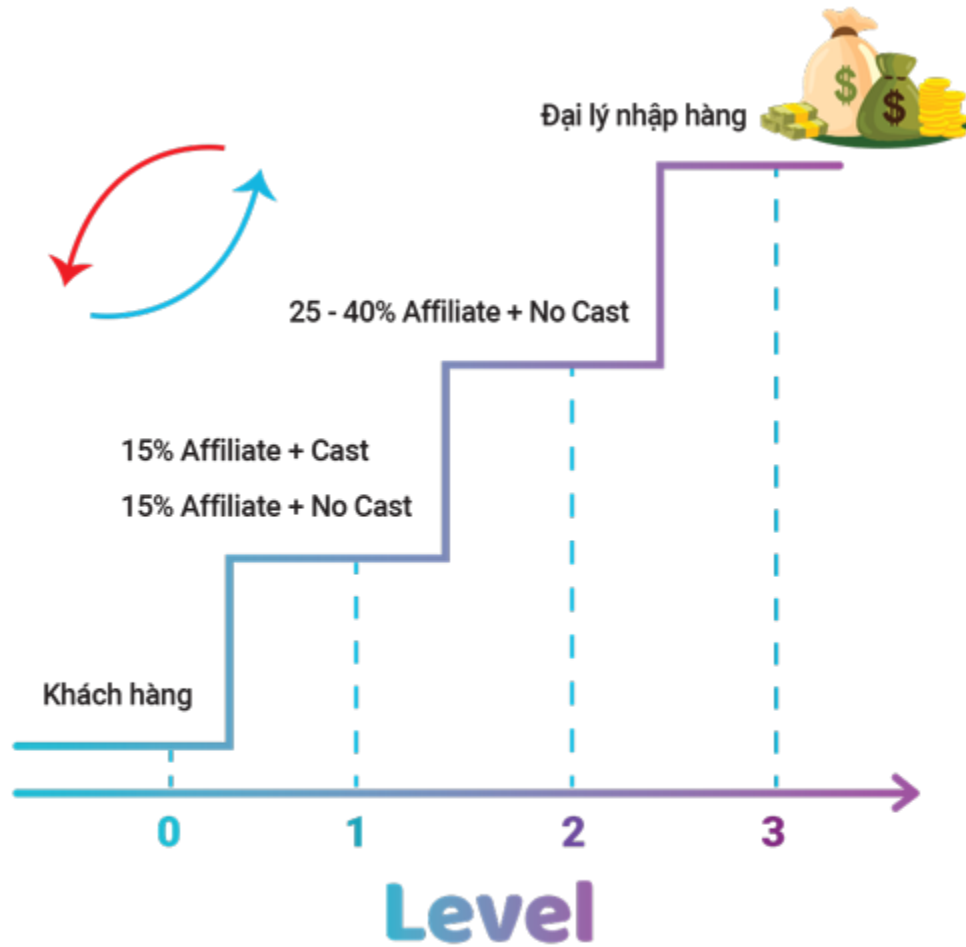 Đại lý nhập hàng
$
$
25 - 40% Affiliate + No Cast
15% Affiliate + Cast
15% Affiliate + No Cast
Khách hàng
0 1 2 3
Level